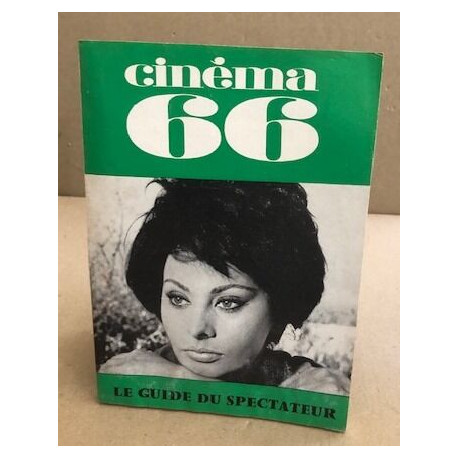 cinéma
66
LE GUIDE DU SPECTATEUR